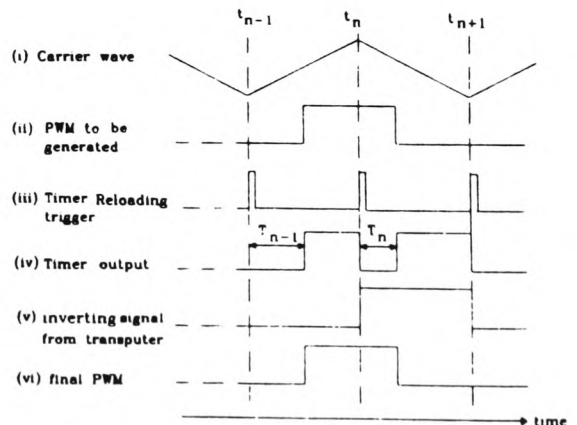 t n-1 t n t n+1
(i) Carrier wave
(ii) PWM to be
generated
(iii) Timer Reloading
trigger
T n-1 T n
(iv) Timer output
(v) inverting signal
from transputer
(vi) final PWM
time